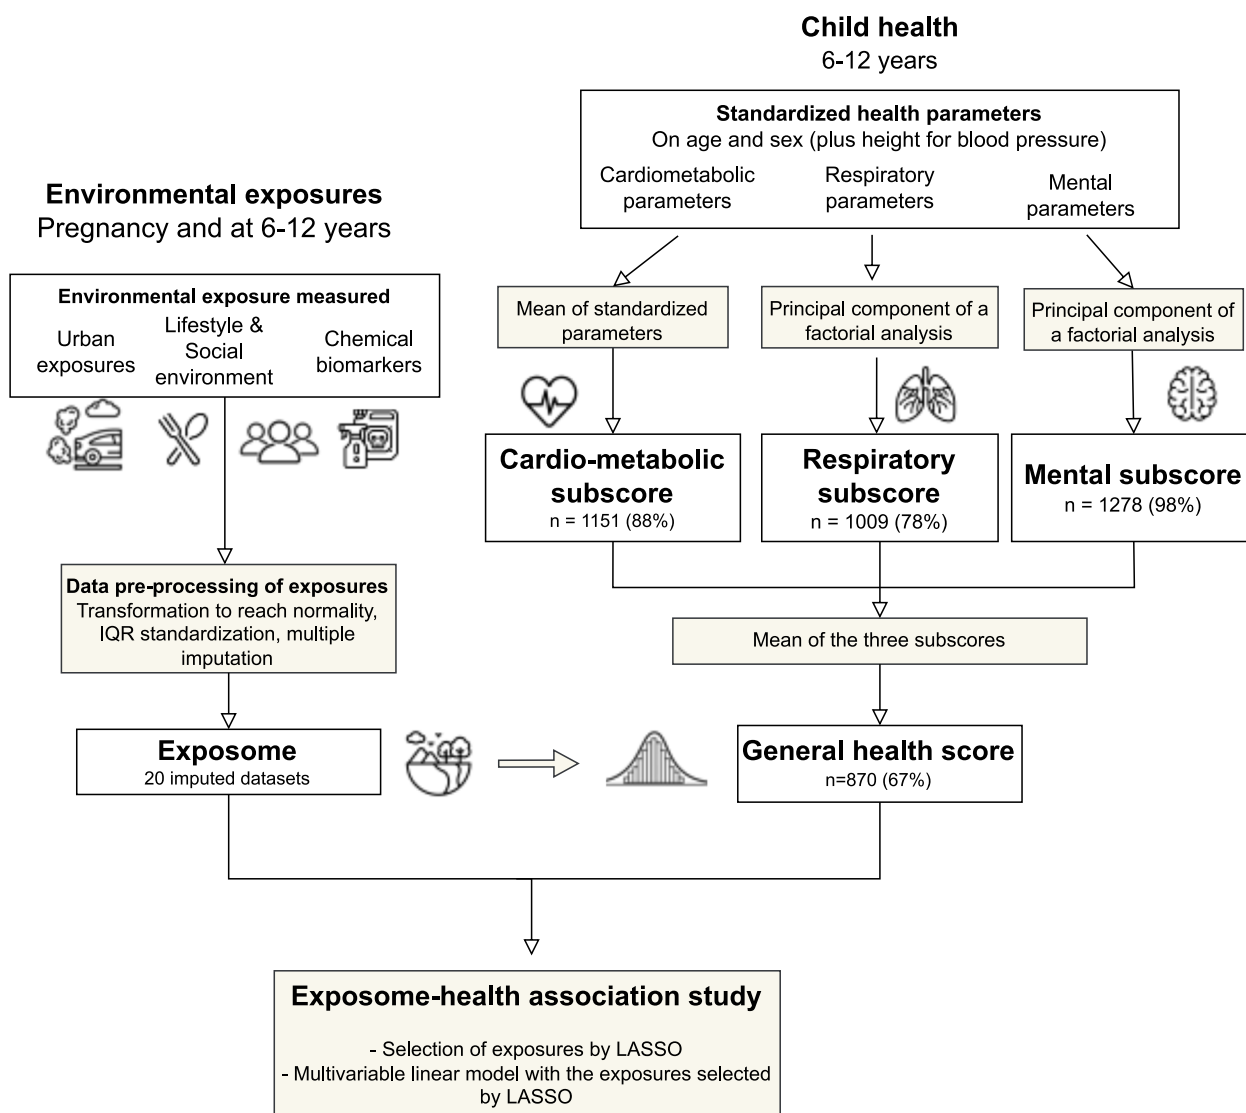 Child health
6-12 years
Standardized health parameters
On age and sex (plus height for blood pressure)
Cardiometabolic
parameters
Respiratory
parameters
Mental
parameters
Environmental exposures
Pregnancy and at 6-12 years
Environmental exposure measured
Urban
exposures
Lifestyle &
Social
environment
Chemical
biomarkers
Mean of standardized
parameters
Principal component of a
factorial analysis
Principal component of
a factorial analysis
Cardio-metabolic
subscore
n = 1151 (88%)
Respiratory
subscore
n = 1009 (78%)
Mental subscore
n = 1278 (98%)
Data pre-processing of exposures
Transformation to reach normality,
IQR standardization, multiple
imputation
Mean of the three subscores
Exposome
20 imputed datasets
General health score
n=870 (67%)
Exposome-health association study
- Selection of exposures by LASSO
- Multivariable linear model with the exposures selected
by LASSO